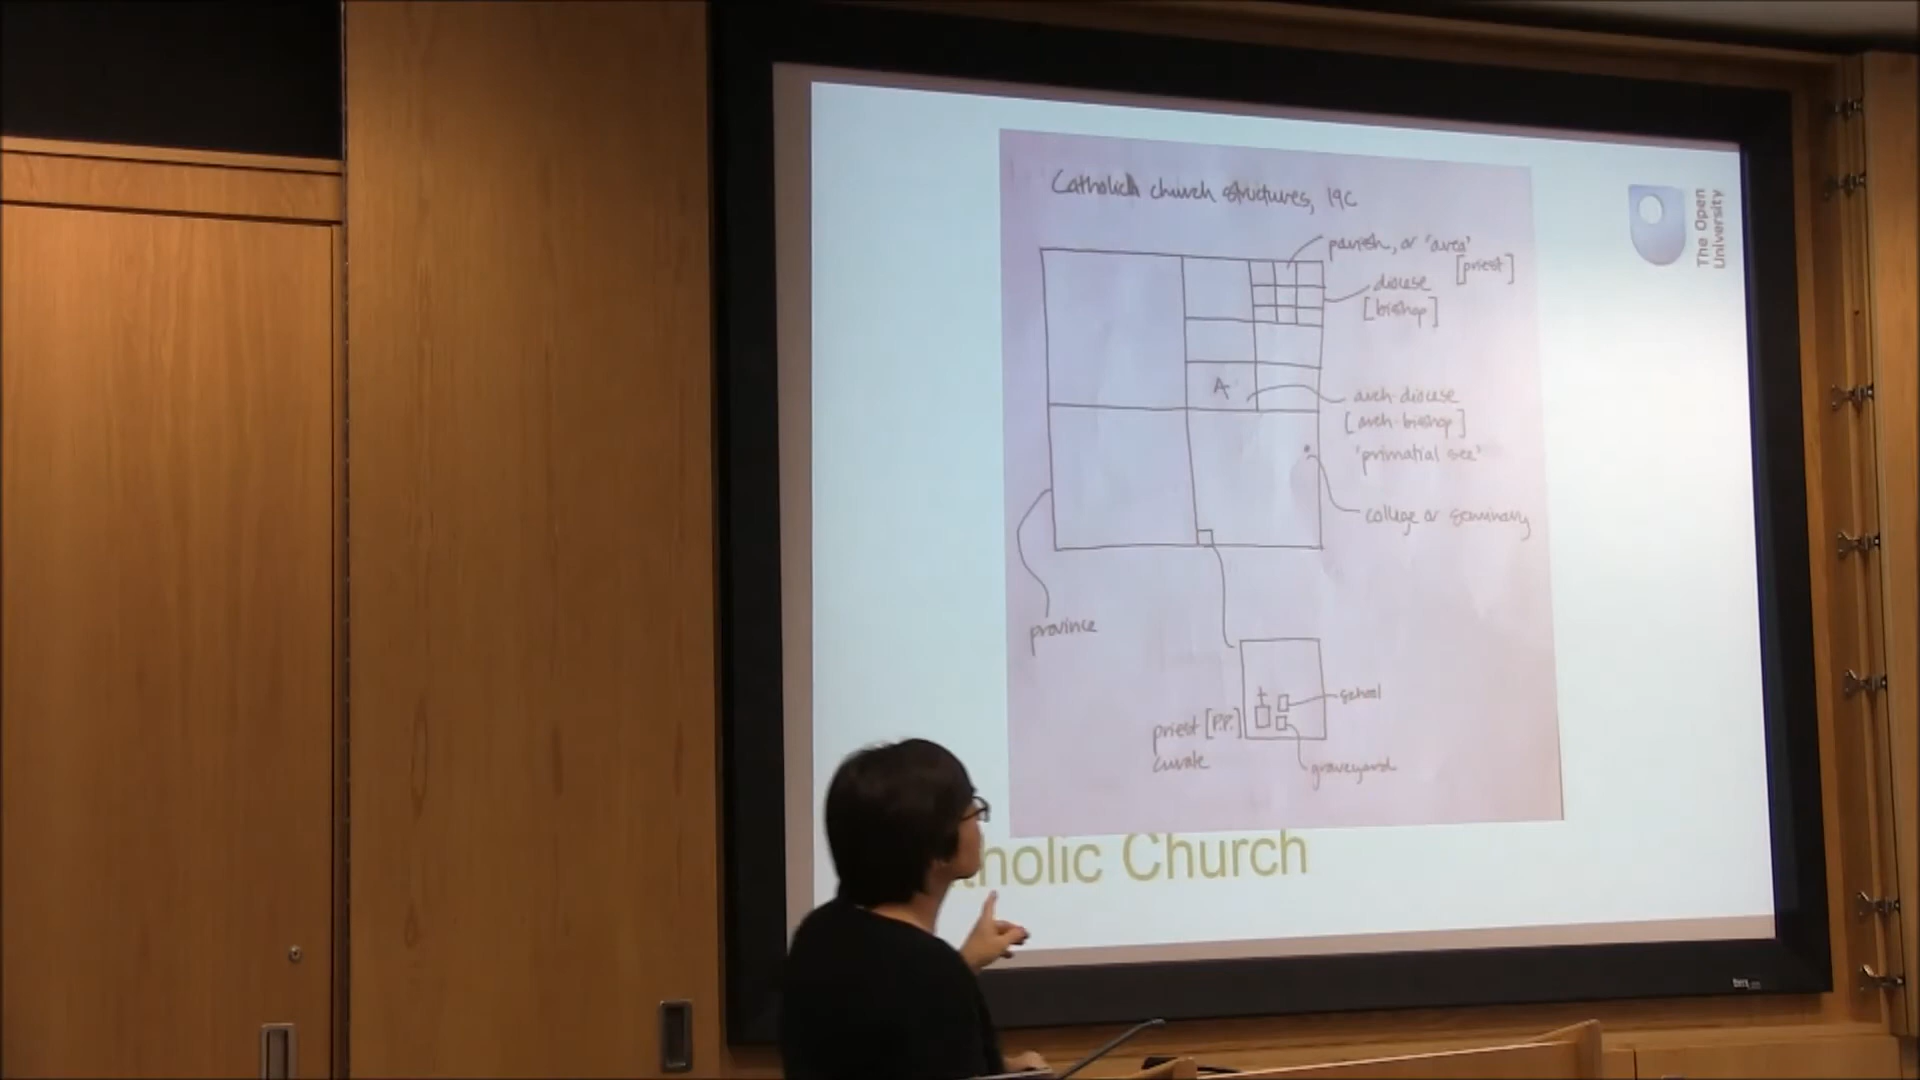 Catholic church structures, 19C
parish, or 'area'
[priest]
diocese
[bishop]
A
arch-diocese
[arch-bishop]
'primatial see'
college or seminary
province
school
priest [P.P.]
curate
graveyard
tholic Church
The Open
University